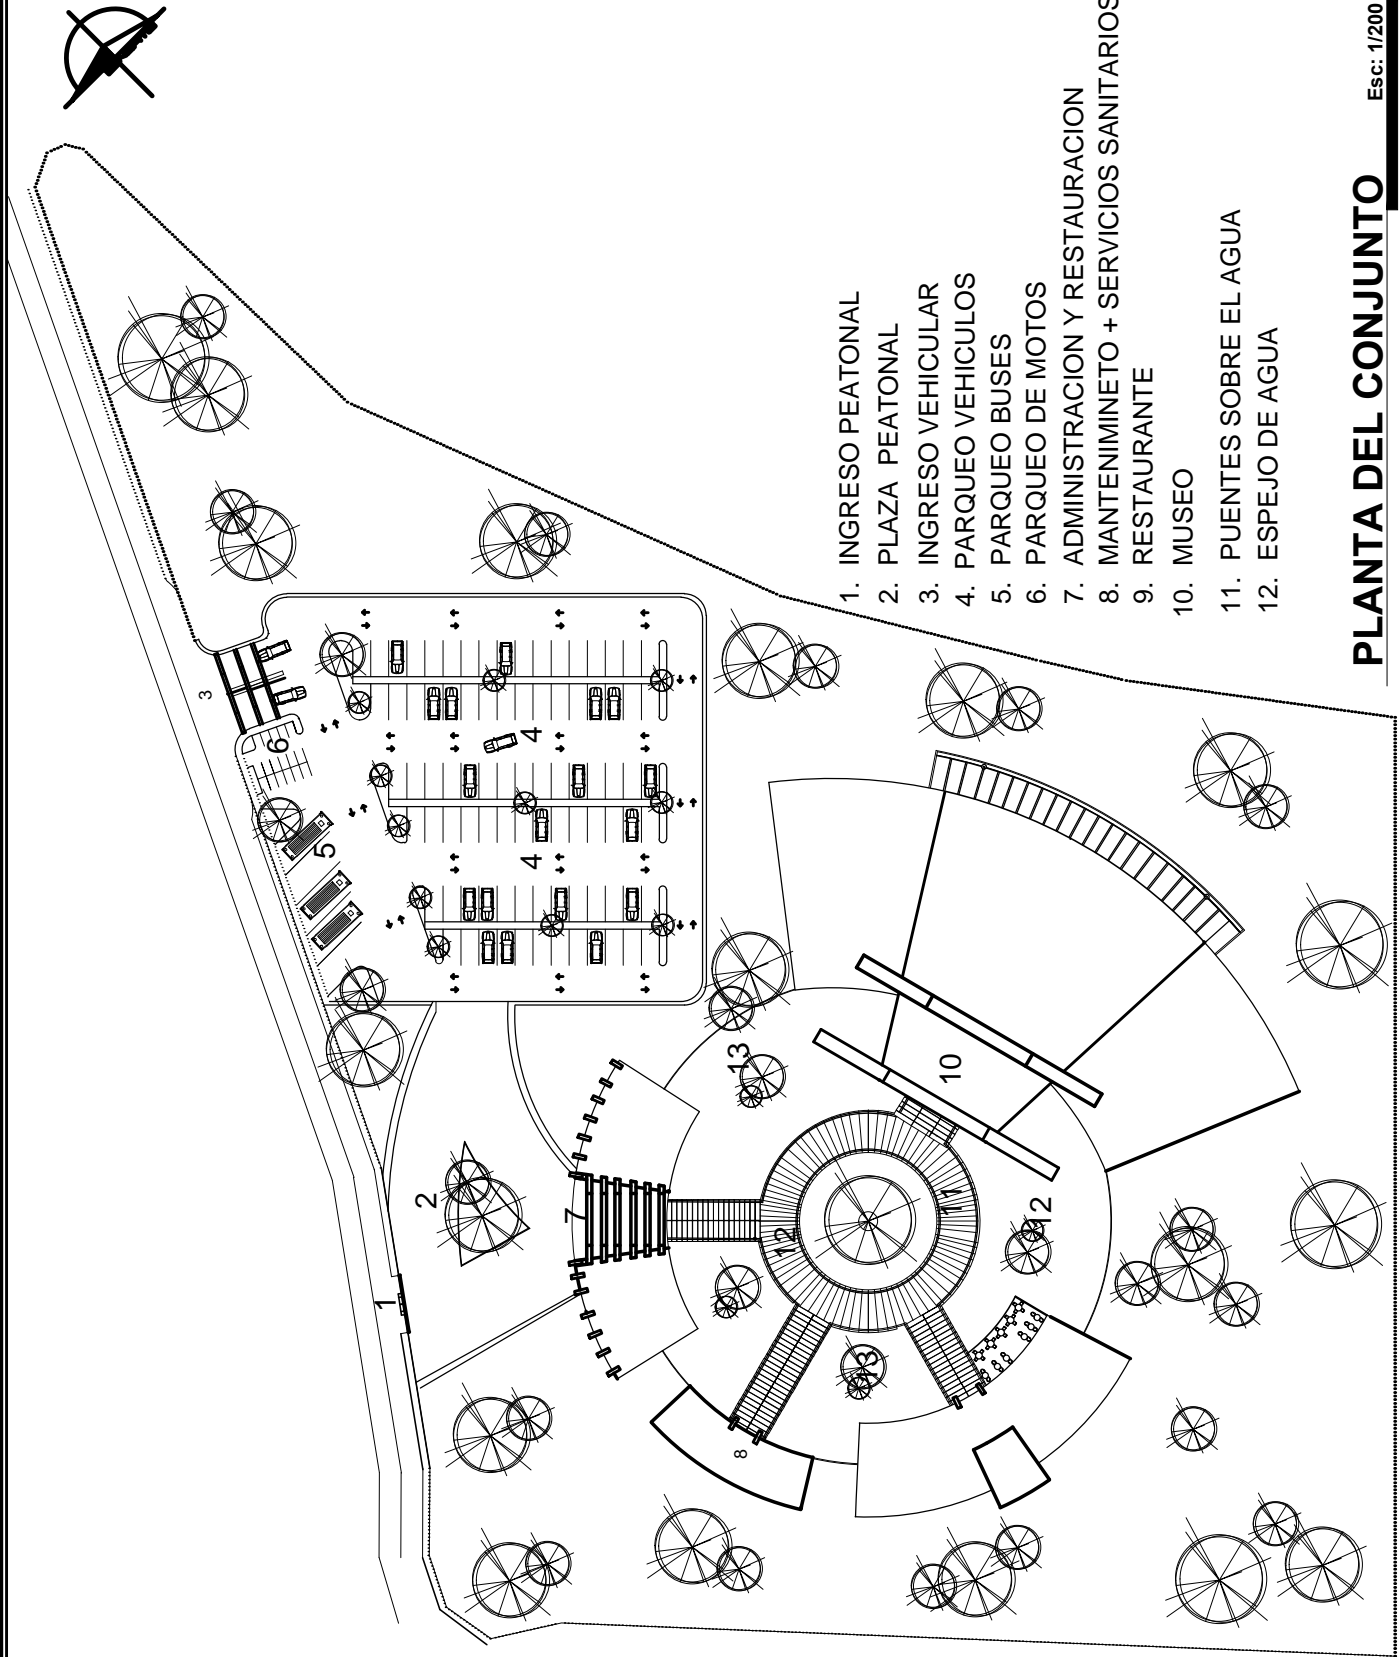 3
6
5
4
4
2
1
7
13
10
11
12
12
13
8
1. INGRESO PEATONAL
2. PLAZA PEATONAL
3. INGRESO VEHICULAR
4. PARQUEO VEHICULOS
5. PARQUEO BUSES
6. PARQUEO DE MOTOS
7. ADMINISTRACION Y RESTAURACION
8. MANTENIMINETO + SERVICIOS SANITARIOS
9. RESTAURANTE
10. MUSEO
11. PUENTES SOBRE EL AGUA
12. ESPEJO DE AGUA
PLANTA DEL CONJUNTO
Esc: 1/200